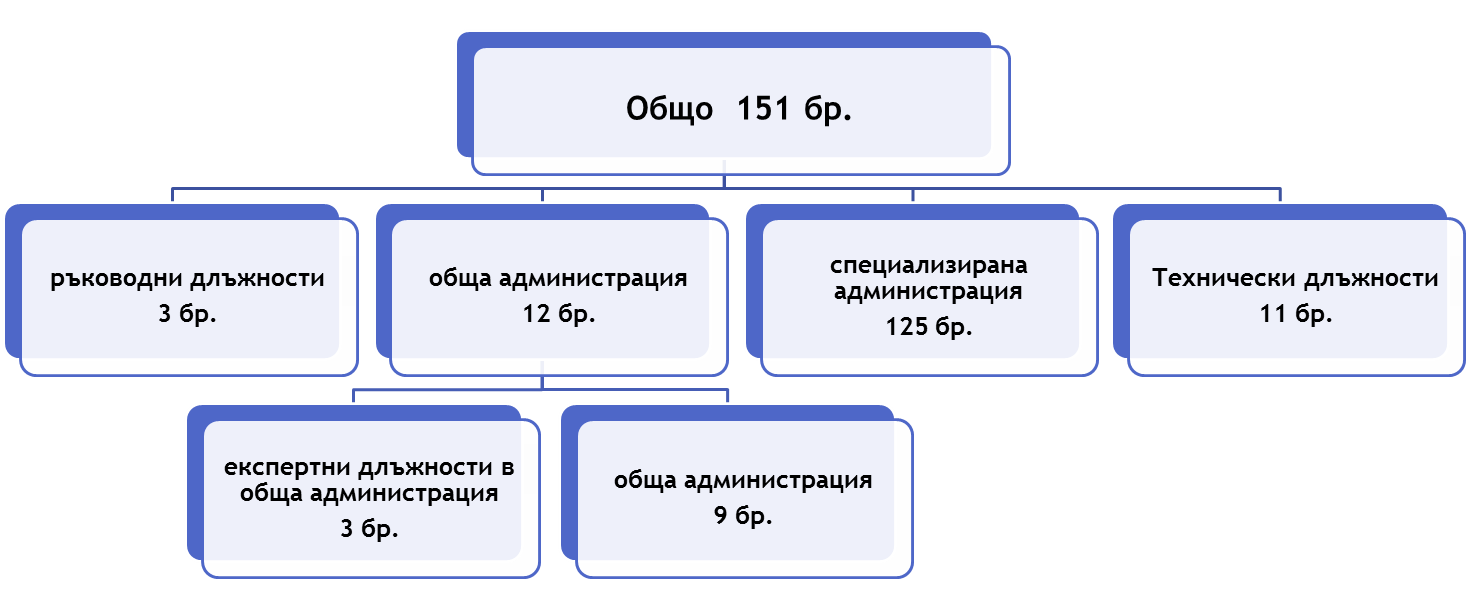 Общо  151 бр.
ръководни длъжности
3 бр.
обща администрация
12 бр.
специализирана
администрация
125 бр.
Технически длъжности
11 бр.
експертни длъжности в
обща администрация
3 бр.
обща администрация
9 бр.